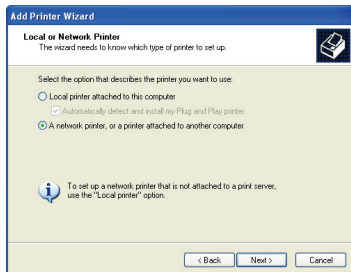 Add Printer Wizard
Local or Network Printer
The wizard needs to know which type of printer to set up.
Select the option that describes the printer you want to use:
Local printer attached to this computer
Automatically detect and install my Plug and Play printer
A network printer, or a printer attached to another computer
To set up a network printer that is not attached to a print server,
use the "Local printer" option.
< Back Next > Cancel